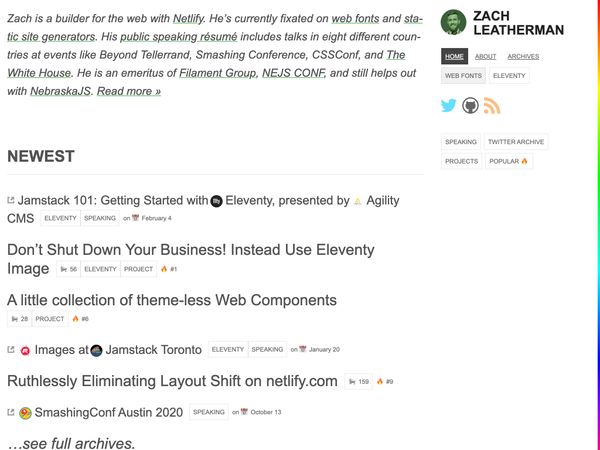 Zach is a builder for the web with Netlify. He’s currently fixated on web fonts and sta-
tic site generators. His public speaking résumé includes talks in eight different coun-
tries at events like Beyond Tellerrand, Smashing Conference, CSSConf, and The
White House. He is an emeritus of Filament Group, NEJS CONF, and still helps out
with NebraskaJS. Read more »
NEWEST
Jamstack 101: Getting Started with Eleventy, presented by Agility
CMS ELEVENTY SPEAKING on February 4
Don’t Shut Down Your Business! Instead Use Eleventy
Image 56 ELEVENTY PROJECT #1
A little collection of theme-less Web Components
28 PROJECT #6
Images at Jamstack Toronto ELEVENTY SPEAKING on January 20
Ruthlessly Eliminating Layout Shift on netlify.com 159 #9
SmashingConf Austin 2020 SPEAKING on October 13
…see full archives.
ZACH
LEATHERMAN
HOME ABOUT ARCHIVES
WEB FONTS ELEVENTY
SPEAKING TWITTER ARCHIVE
PROJECTS POPULAR